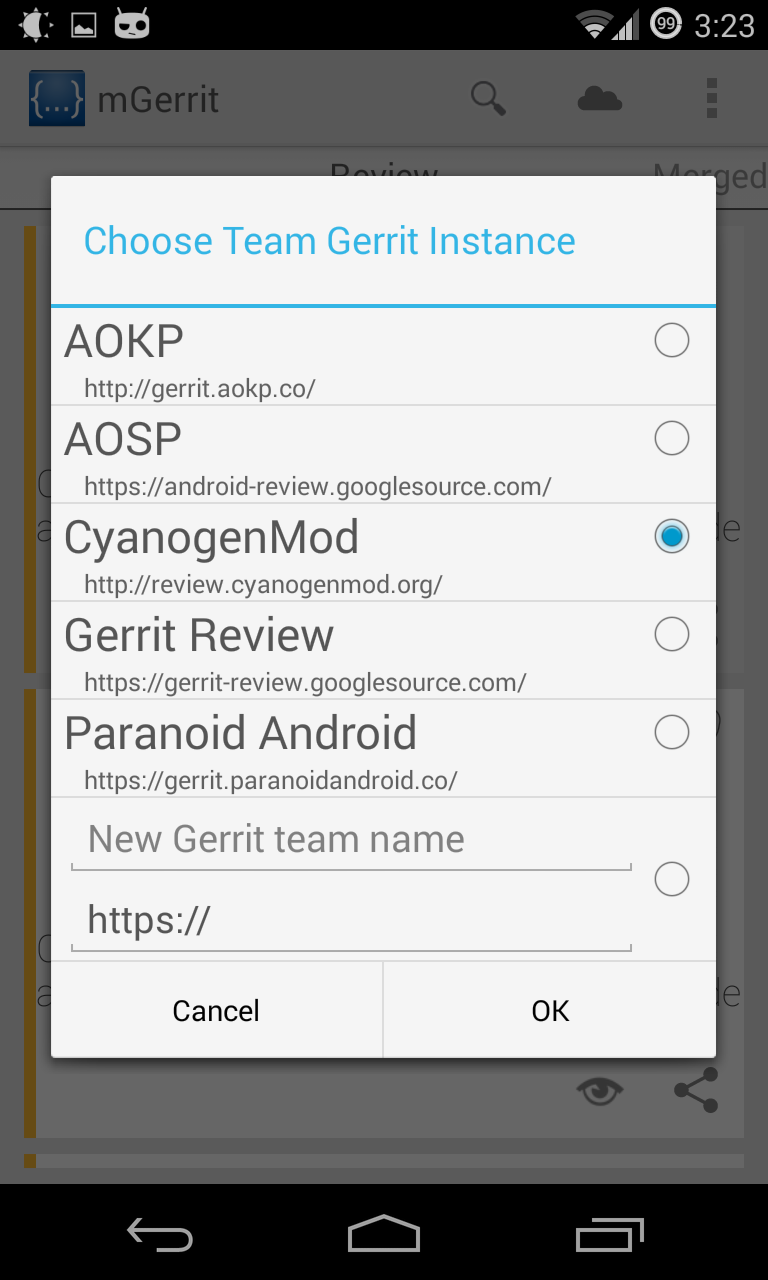 99
3:23
{...} mGerrit
Review
Merged
Choose Team Gerrit Instance
AOKP
http://gerrit.aokp.co/
AOSP
https://android-review.googlesource.com/
CyanogenMod
http://review.cyanogenmod.org/
Gerrit Review
https://gerrit-review.googlesource.com/
Paranoid Android
https://gerrit.paranoidandroid.co/
New Gerrit team name
https://
Cancel
OK